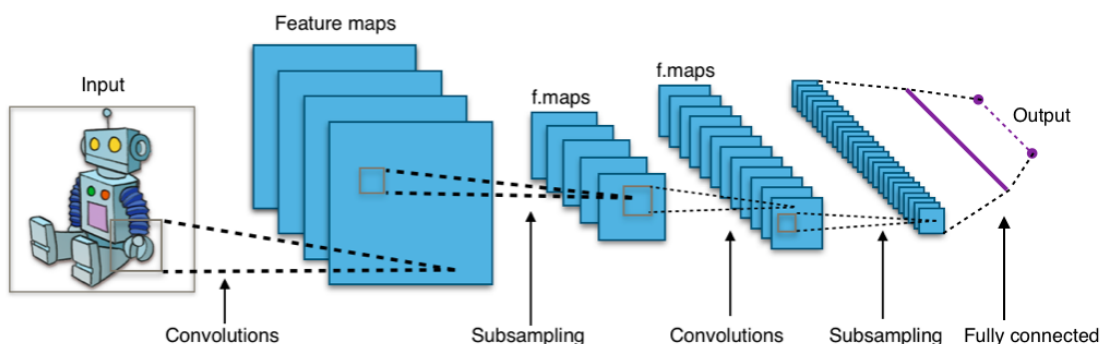 Feature maps
Input
f.maps
f.maps
Output
Convolutions
Subsampling
Convolutions
Subsampling
Fully connected